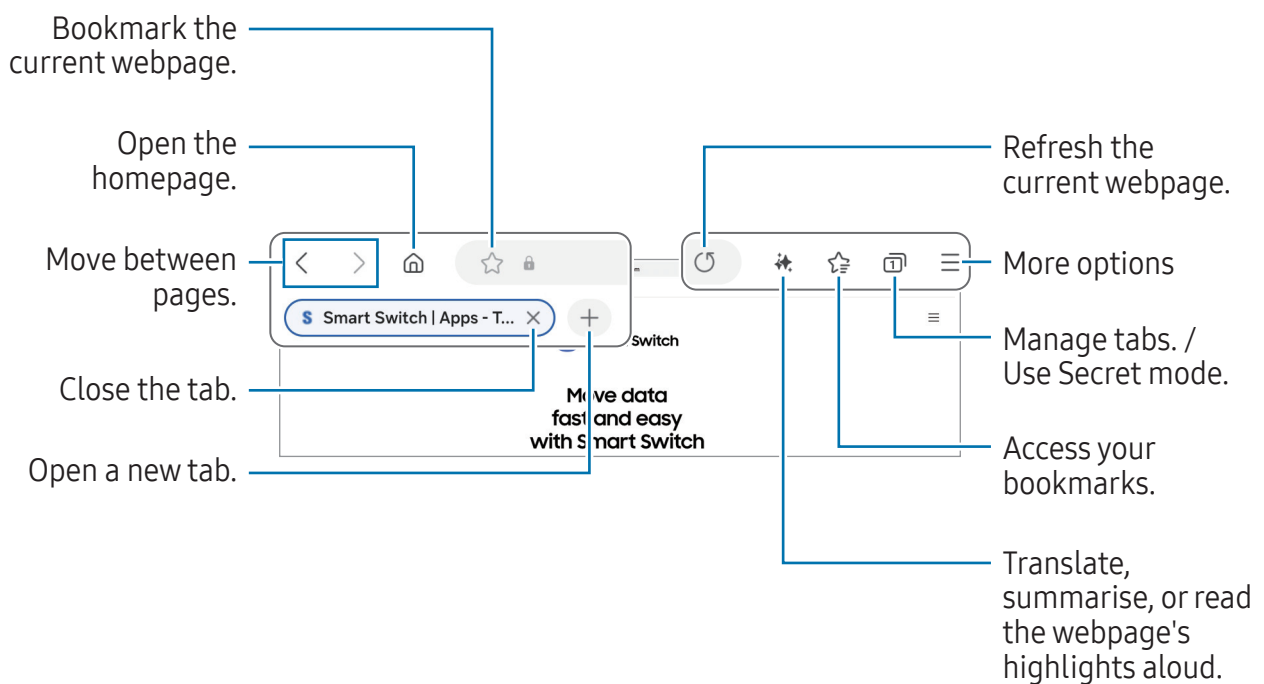 Bookmark the
current webpage.
Open the
homepage.
Move between
pages.
Close the tab.
Open a new tab.
S Smart Switch | Apps - T...
Switch
Move data
fast and easy
with Smart Switch
1
Refresh the
current webpage.
More options
Manage tabs. /
Use Secret mode.
Access your
bookmarks.
Translate,
summarise, or read
the webpage's
highlights aloud.